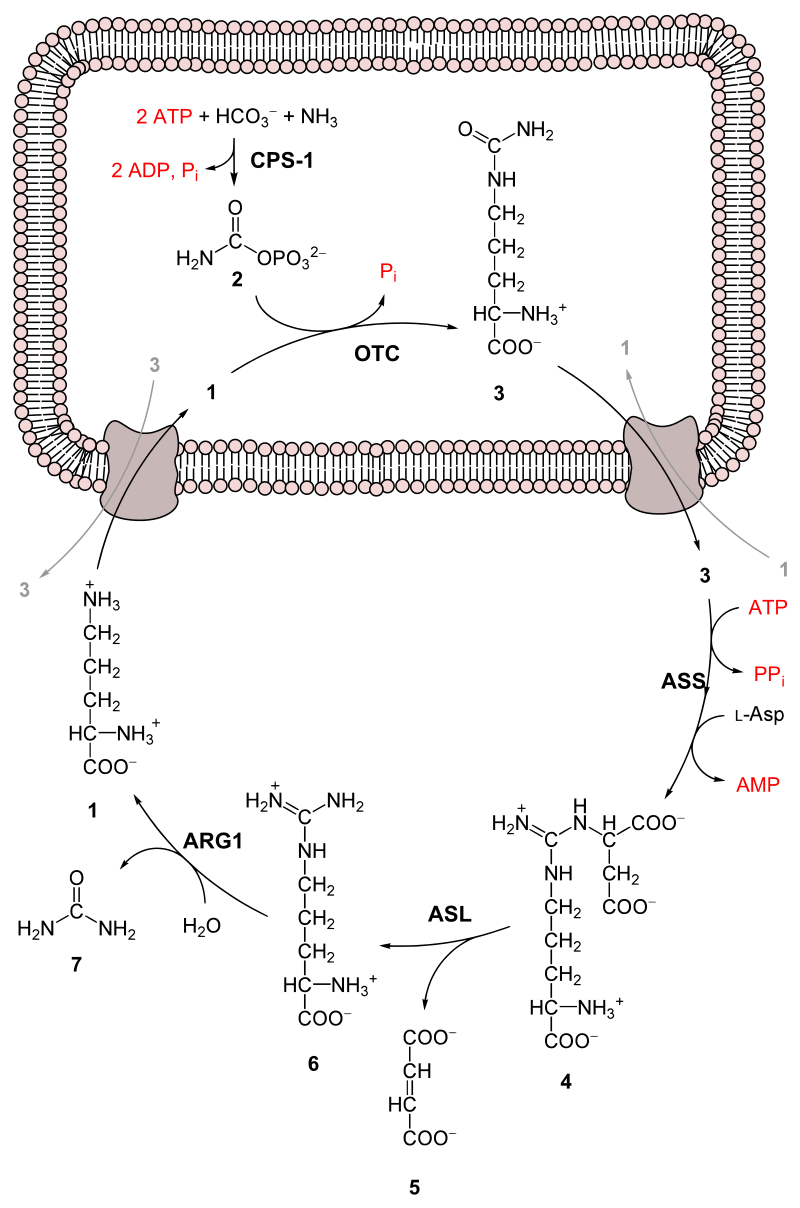 2 ATP + HCO₃⁻ + NH₃
CPS-1
2 ADP, Pᵢ
O
H₂N
OPO₃²⁻
2
O
NH₂
NH
CH₂
CH₂
CH₂
HC
NH₃⁺
COO⁻
3
Pᵢ
OTC
1
3
3
1
1
3
ATP
PPᵢ
ASS
L-Asp
AMP
+
NH₃
CH₂
CH₂
CH₂
HC
NH₃⁺
COO⁻
1
ARG1
H₂O
O
H₂N
NH₂
7
+
H₂N
NH₂
C
NH
CH₂
CH₂
CH₂
HC
NH₃⁺
COO⁻
6
ASL
+
H₂N
C
H
N
H
C
COO⁻
CH₂
COO⁻
NH
CH₂
CH₂
CH₂
HC
NH₃⁺
COO⁻
4
COO⁻
CH
HC
COO⁻
5